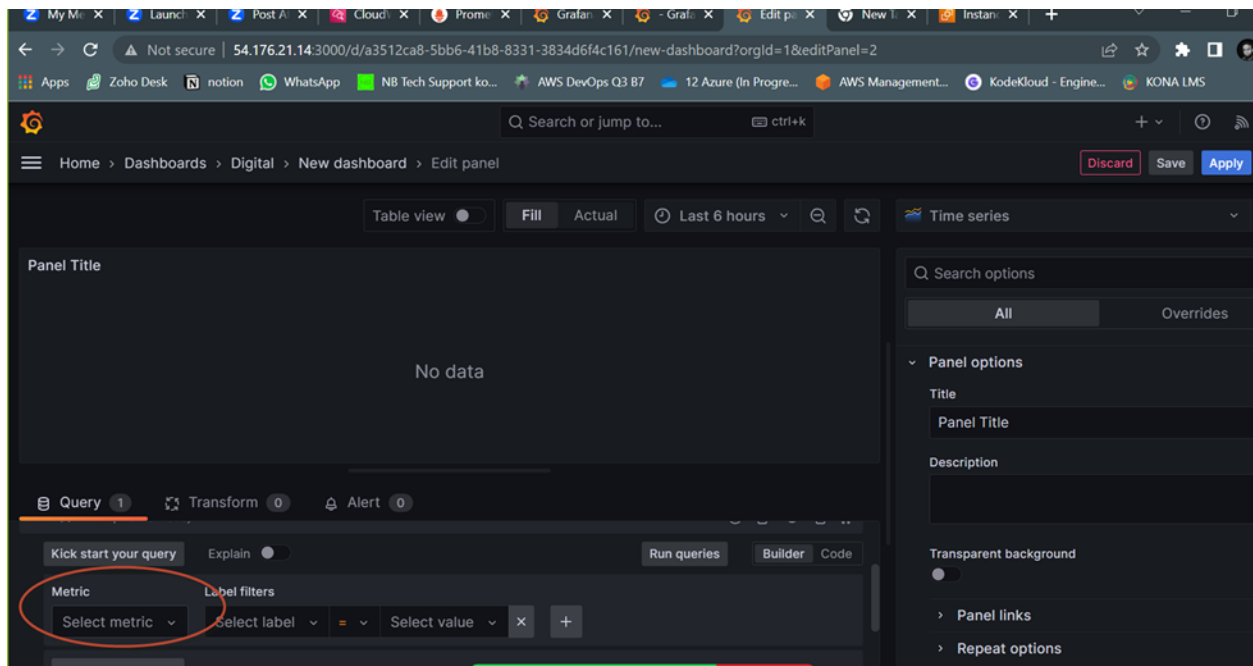 My Me
Launch
Post A
Cloud
Prome
Grafan
- Grafa
Edit pa
New T
Instanc
Not secure | 54.176.21.14:3000/d/a3512ca8-5bb6-41b8-8331-3834d6f4c161/new-dashboard?orgId=1&editPanel=2
Apps Zoho Desk notion WhatsApp NB Tech Support ko... AWS DevOps Q3 B7 12 Azure (In Progre... AWS Management... KodeKloud - Engine... KONA LMS
Search or jump to... ctrl+k
Home > Dashboards > Digital > New dashboard > Edit panel
Discard Save Apply
Table view Fill Actual Last 6 hours
Time series
Panel Title
Search options
All Overrides
No data
Panel options
Title
Panel Title
Description
Query 1 Transform 0 Alert 0
Kick start your query Explain Run queries Builder Code
Transparent background
Metric Label filters
Select metric Select label = Select value × +
Panel links
Repeat options